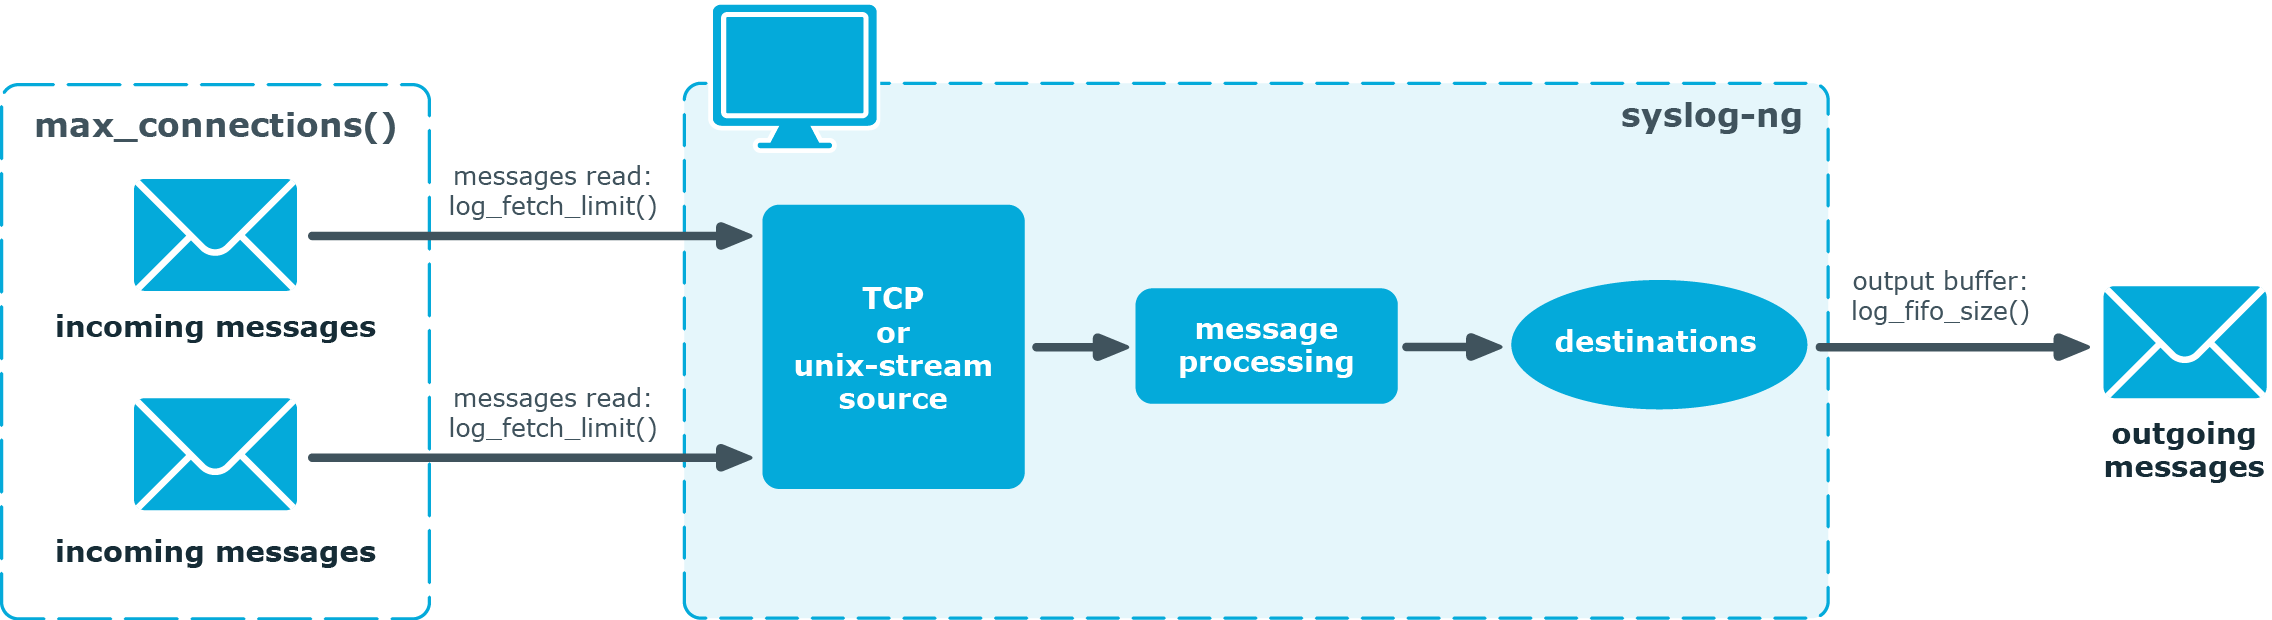 max_connections()
incoming messages
incoming messages
messages read:
log_fetch_limit()
messages read:
log_fetch_limit()
syslog-ng
TCP
or
unix-stream
source
message
processing
destinations
output buffer:
log_fifo_size()
outgoing
messages